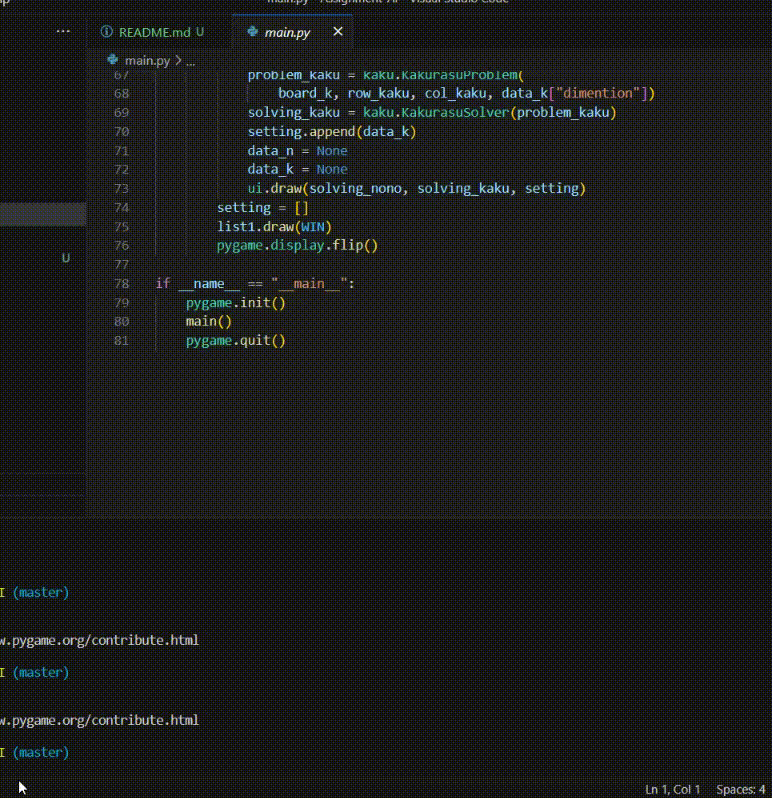 main.py - Assignment-AI - Visual Studio Code
··· README.md U main.py ×
main.py > ...
67 problem_kaku = kaku.KakurasuProblem(
68 board_k, row_kaku, col_kaku, data_k["dimention"])
69 solving_kaku = kaku.KakurasuSolver(problem_kaku)
70 setting.append(data_k)
71 data_n = None
72 data_k = None
73 ui.draw(solving_nono, solving_kaku, setting)
74 setting = []
75 list1.draw(WIN)
76 pygame.display.flip()
U
77
78 if __name__ == "__main__":
79 pygame.init()
80 main()
81 pygame.quit()
I (master)
w.pygame.org/contribute.html
I (master)
w.pygame.org/contribute.html
I (master)
Ln 1, Col 1 Spaces: 4